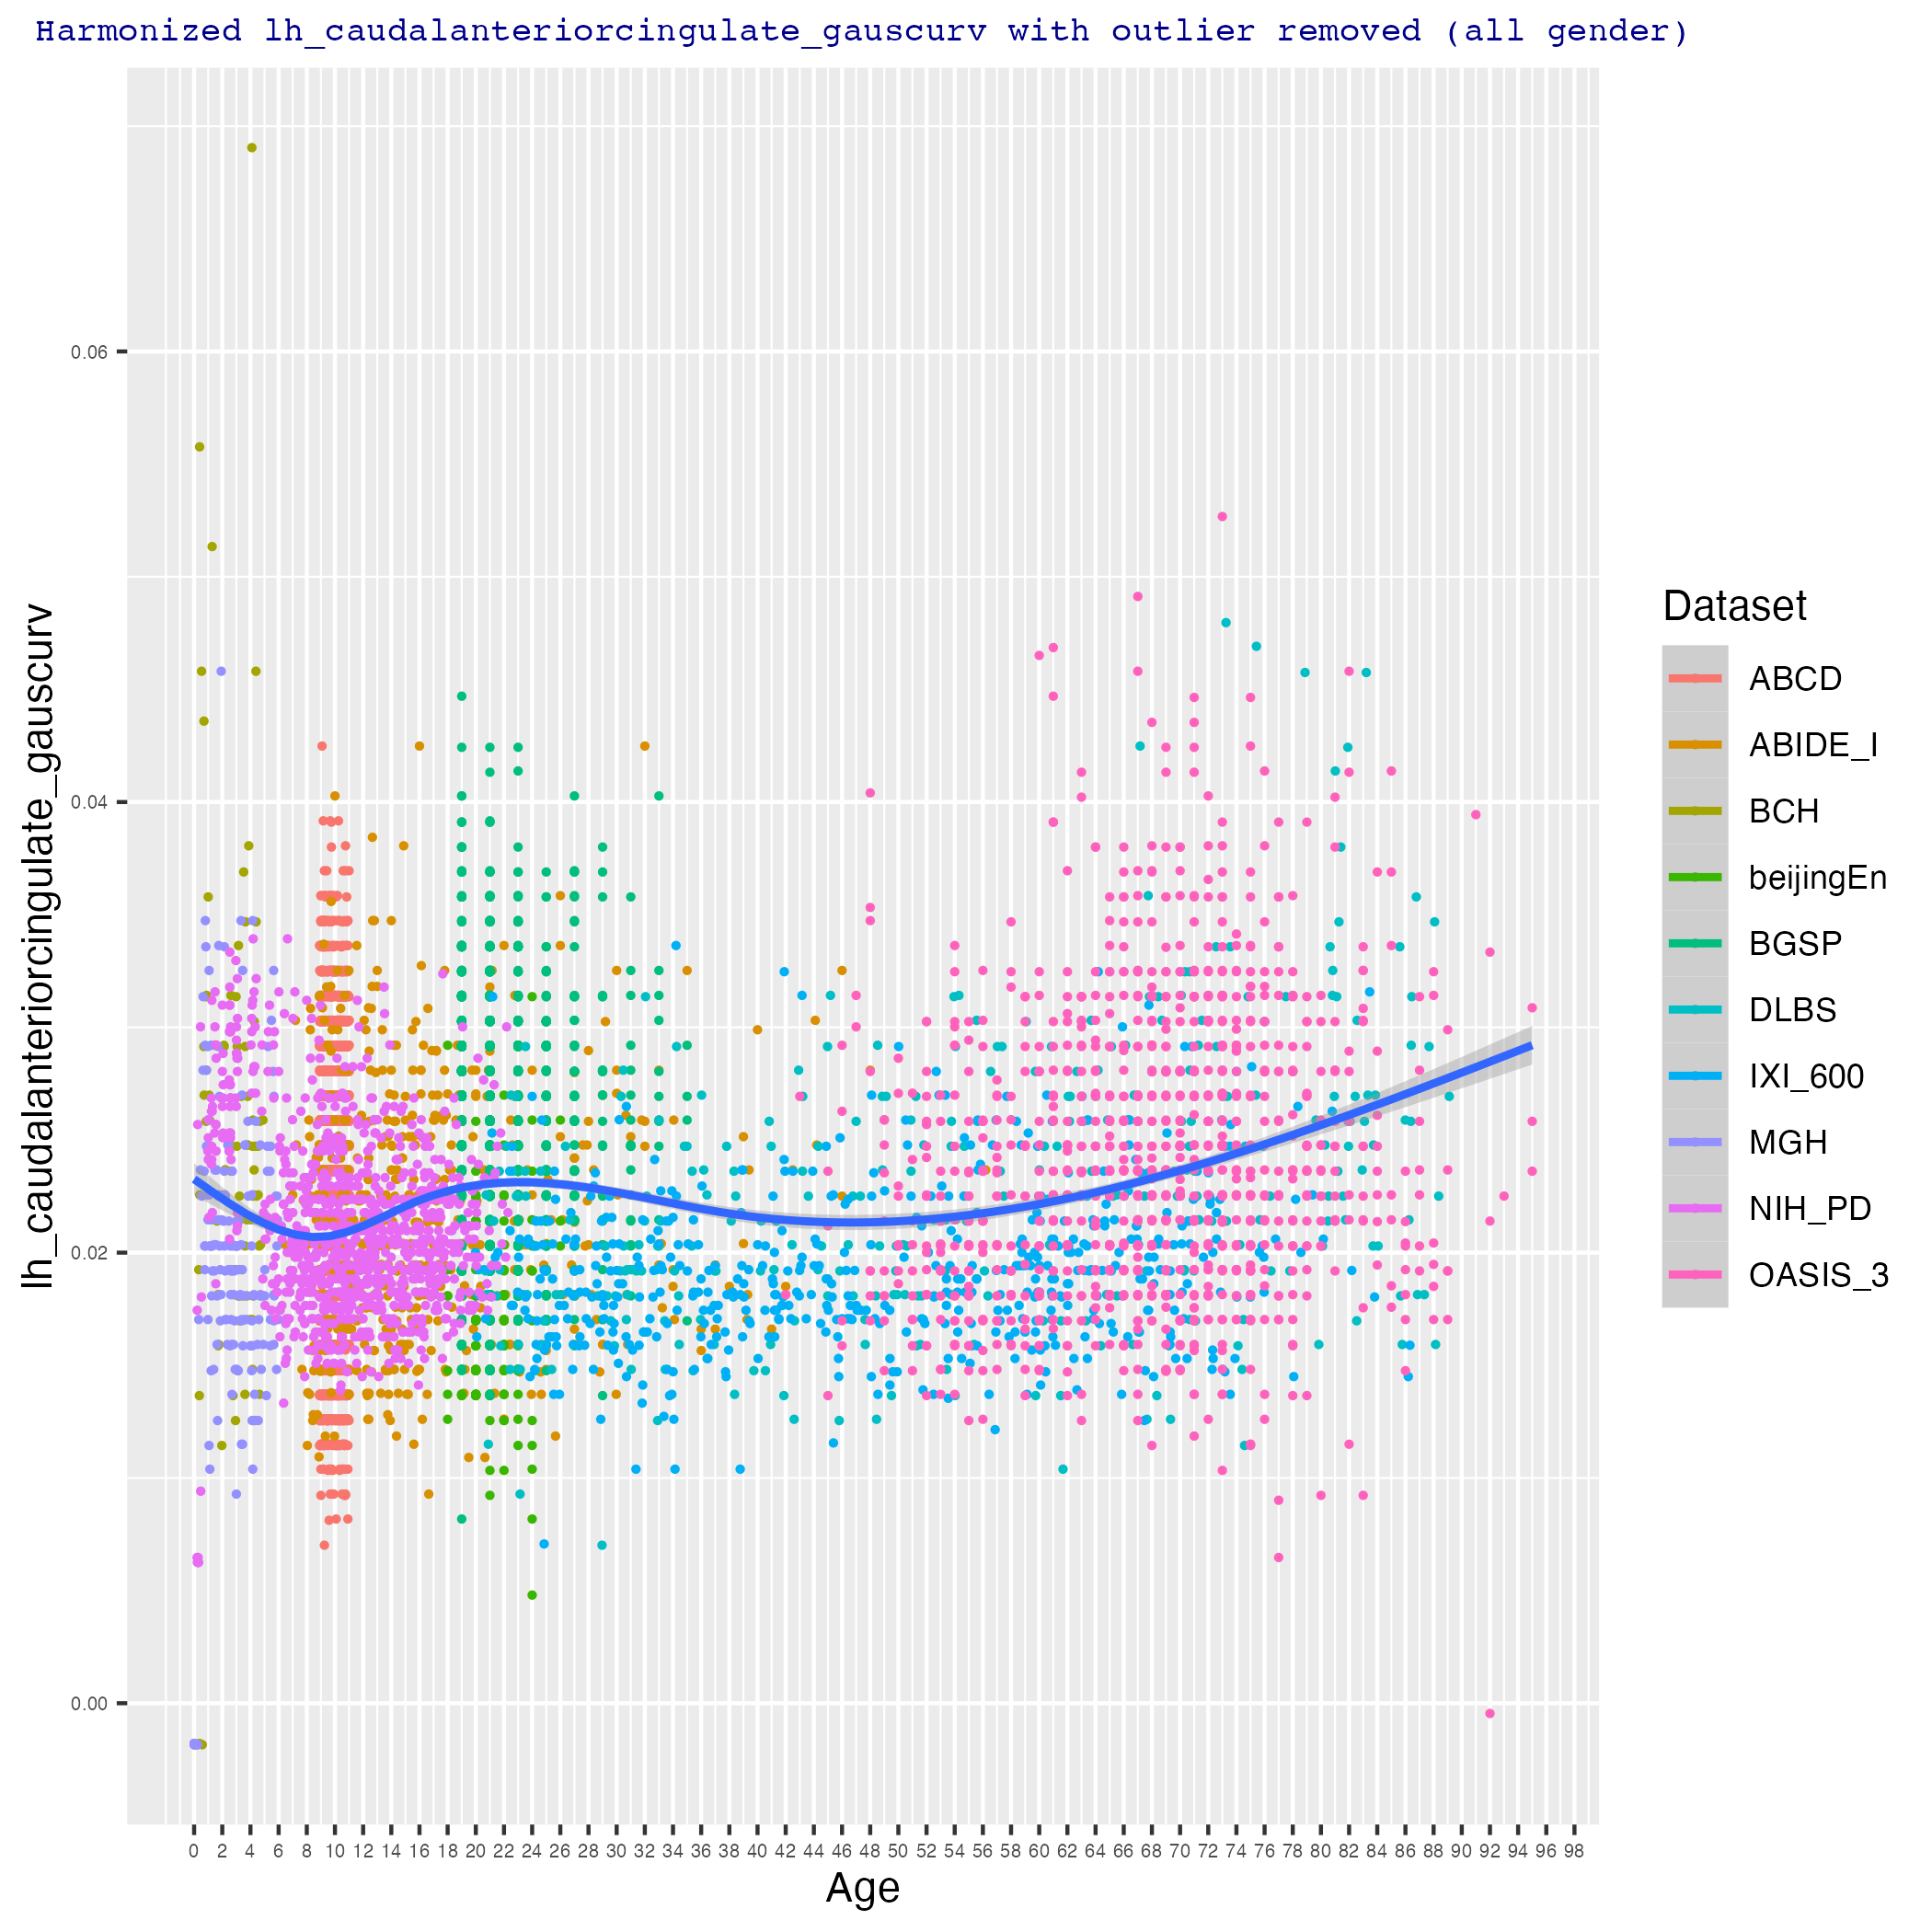 Harmonized lh_caudalanteriorcingulate_gauscurv with outlier removed (all gender)
lh_caudalanteriorcingulate_gauscurv
0.06
0.04
0.02
0.00
0 2 4 6 8 10 12 14 16 18 20 22 24 26 28 30 32 34 36 38 40 42 44 46 48 50 52 54 56 58 60 62 64 66 68 70 72 74 76 78 80 82 84 86 88 90 92 94 96 98
Age
Dataset
ABCD
ABIDE_I
BCH
beijingEn
BGSP
DLBS
IXI_600
MGH
NIH_PD
OASIS_3